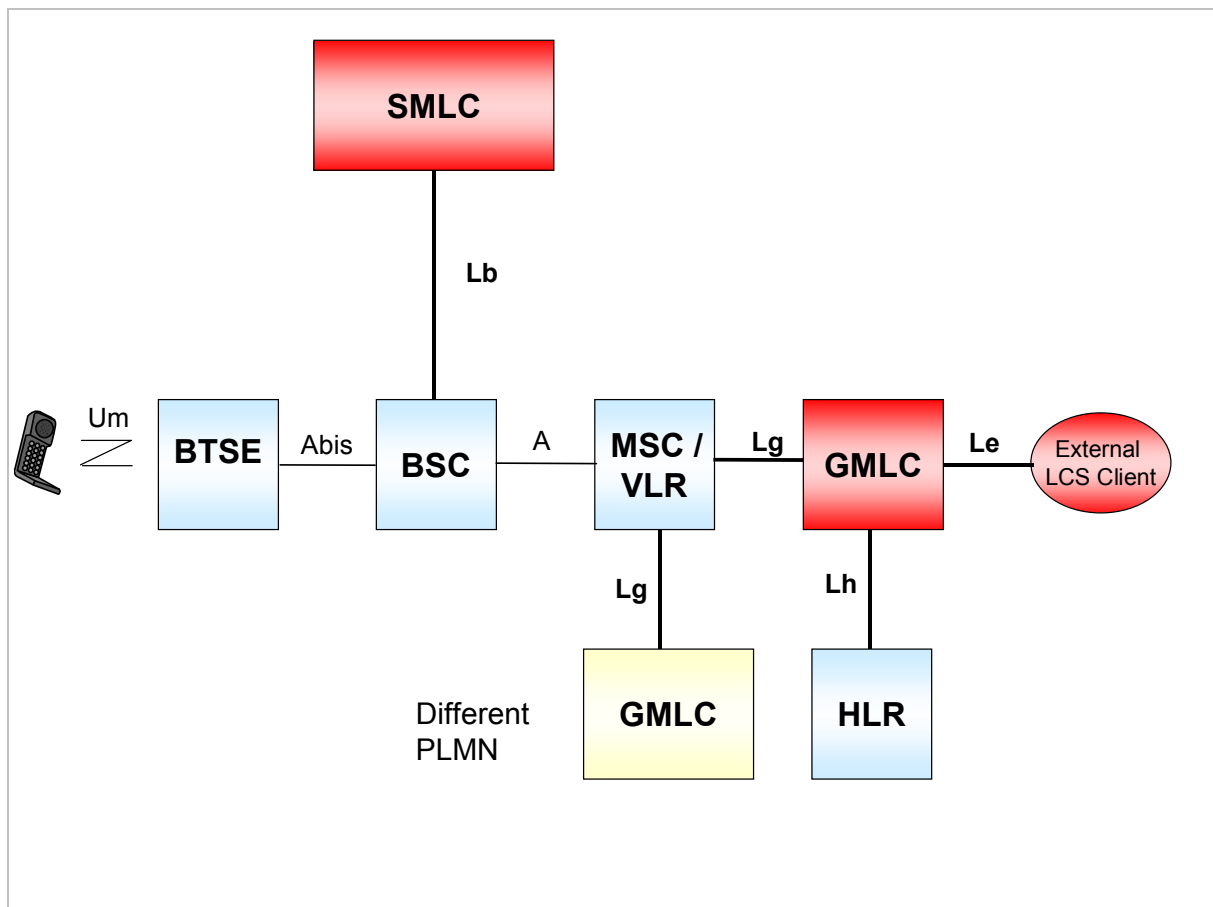 SMLC
Lb
Um
BTSE
Abis
BSC
A
MSC /
VLR
Lg
GMLC
Le
External
LCS Client
Lg
Lh
Different
PLMN
GMLC
HLR